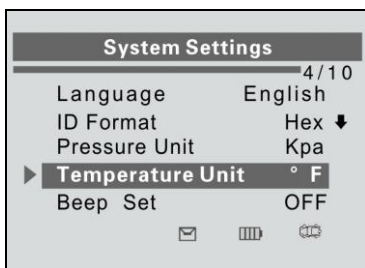 System Settings
4/10
Language English
ID Format Hex
Pressure Unit Kpa
Temperature Unit ° F
Beep Set OFF